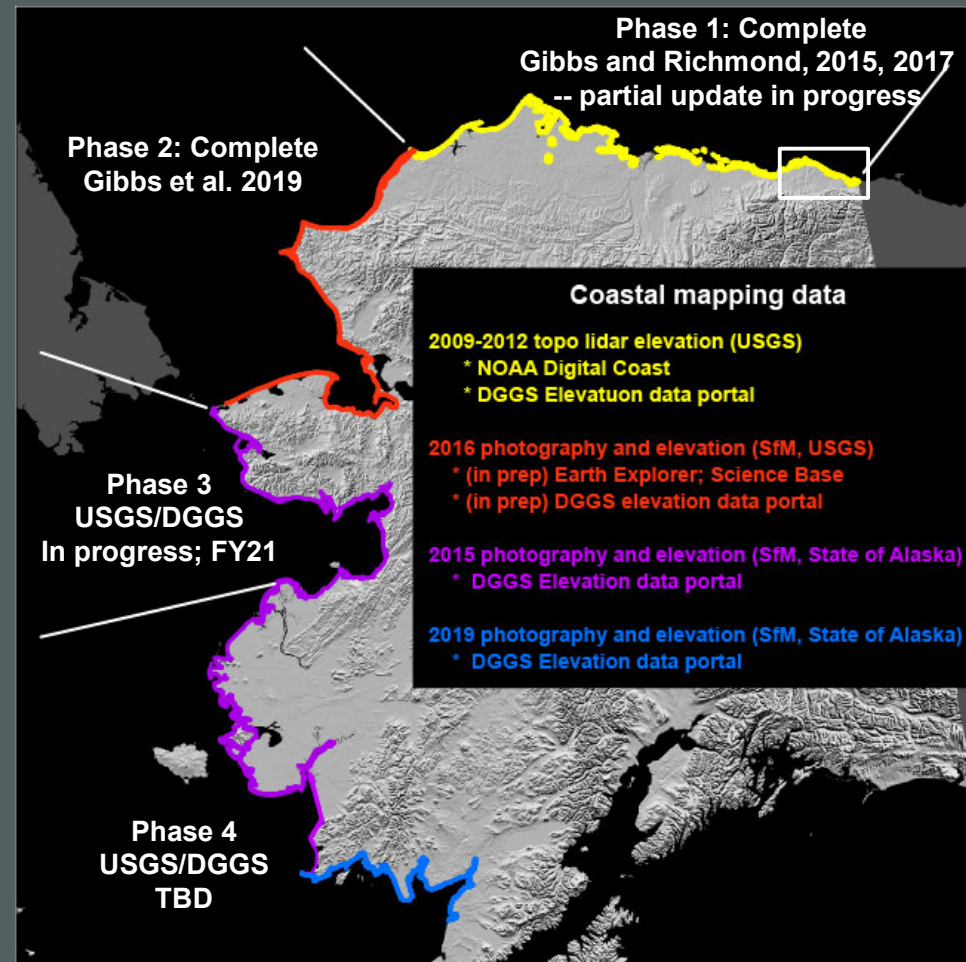 Phase 1: Complete
Gibbs and Richmond, 2015, 2017
-- partial update in progress
Phase 2: Complete
Gibbs et al. 2019
Coastal mapping data
2009-2012 topo lidar elevation (USGS)
* NOAA Digital Coast
* DGGS Elevatuon data portal
2016 photography and elevation (SfM, USGS)
* (in prep) Earth Explorer; Science Base
* (in prep) DGGS elevation data portal
2015 photography and elevation (SfM, State of Alaska)
* DGGS Elevation data portal
2019 photography and elevation (SfM, State of Alaska)
* DGGS Elevation data portal
Phase 3
USGS/DGGS
In progress; FY21
Phase 4
USGS/DGGS
TBD